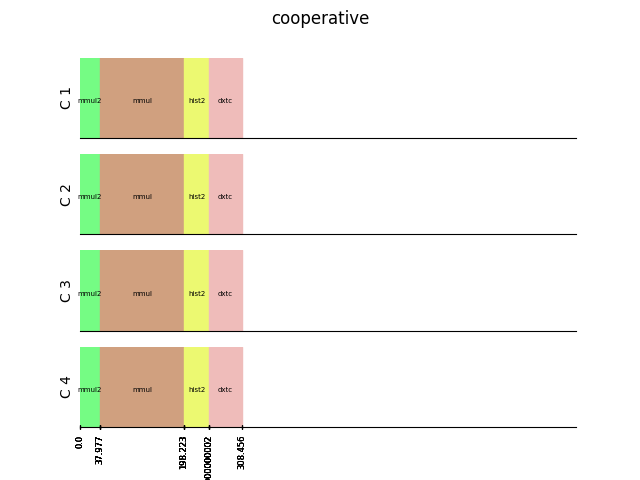 cooperative
C 1
mmul2 mmul hist2 dxtc
C 2
mmul2 mmul hist2 dxtc
C 3
mmul2 mmul hist2 dxtc
C 4
mmul2 mmul hist2 dxtc
0.0
37.977
198.223
308.456